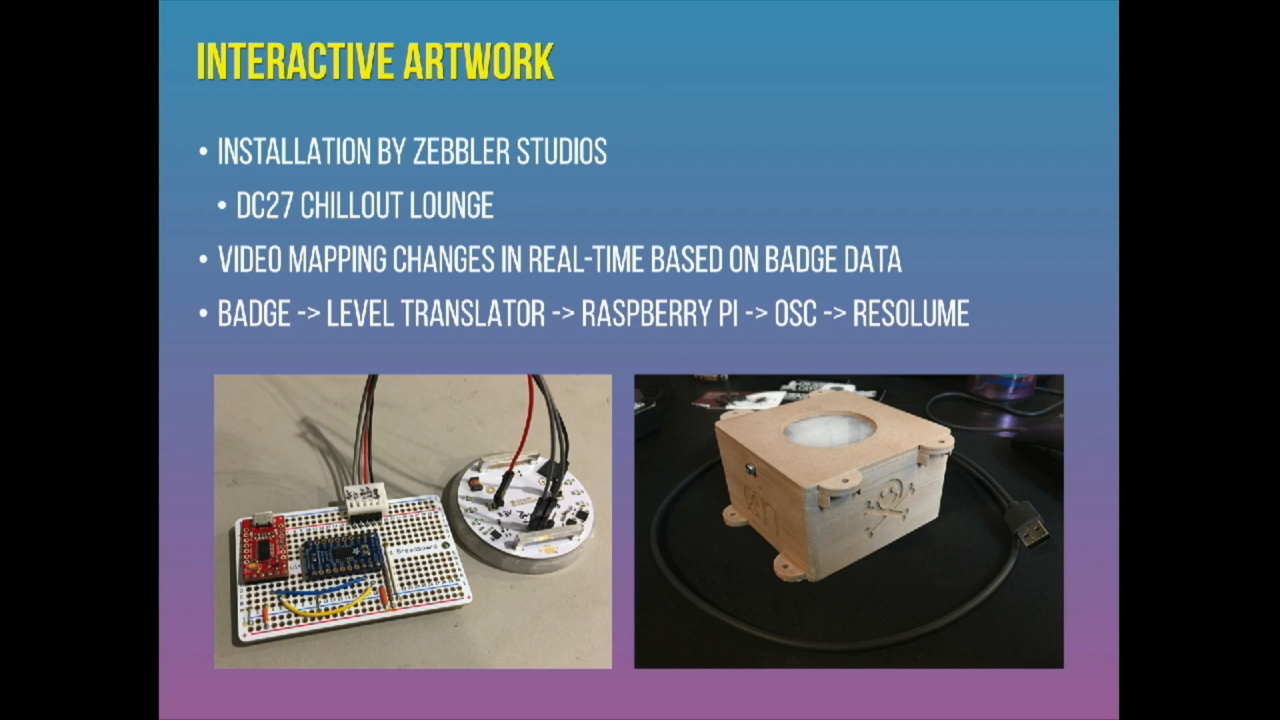 INTERACTIVE ARTWORK
• INSTALLATION BY ZEBBLER STUDIOS
• DC27 CHILLOUT LOUNGE
• VIDEO MAPPING CHANGES IN REAL-TIME BASED ON BADGE DATA
• BADGE -> LEVEL TRANSLATOR -> RASPBERRY PI -> OSC -> RESOLUME